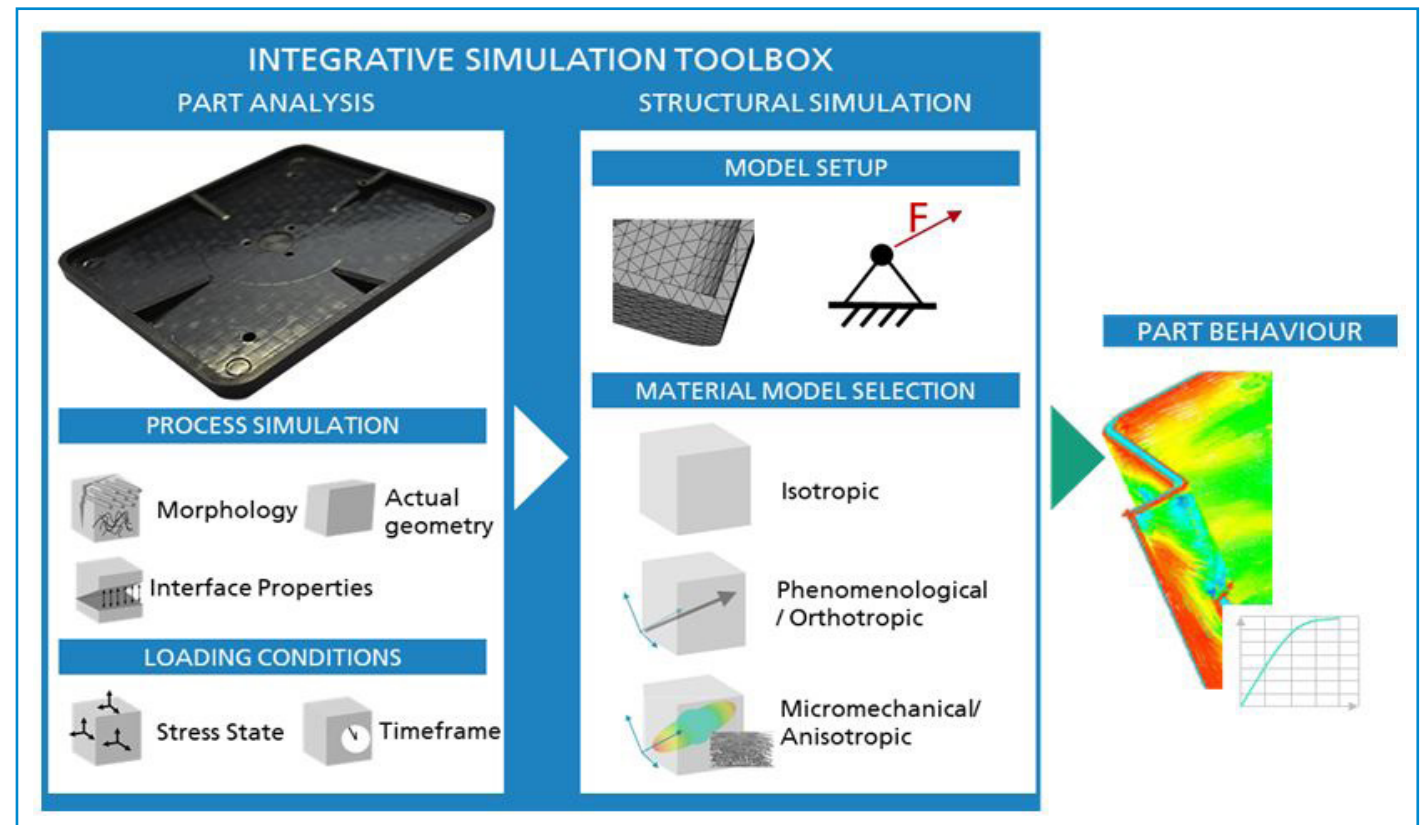 INTEGRATIVE SIMULATION TOOLBOX
PART ANALYSIS
PROCESS SIMULATION
Morphology
Actual
geometry
Interface Properties
LOADING CONDITIONS
Stress State
Timeframe
STRUCTURAL SIMULATION
MODEL SETUP
F
MATERIAL MODEL SELECTION
Isotropic
Phenomenological
/ Orthotropic
Micromechanical/
Anisotropic
PART BEHAVIOUR